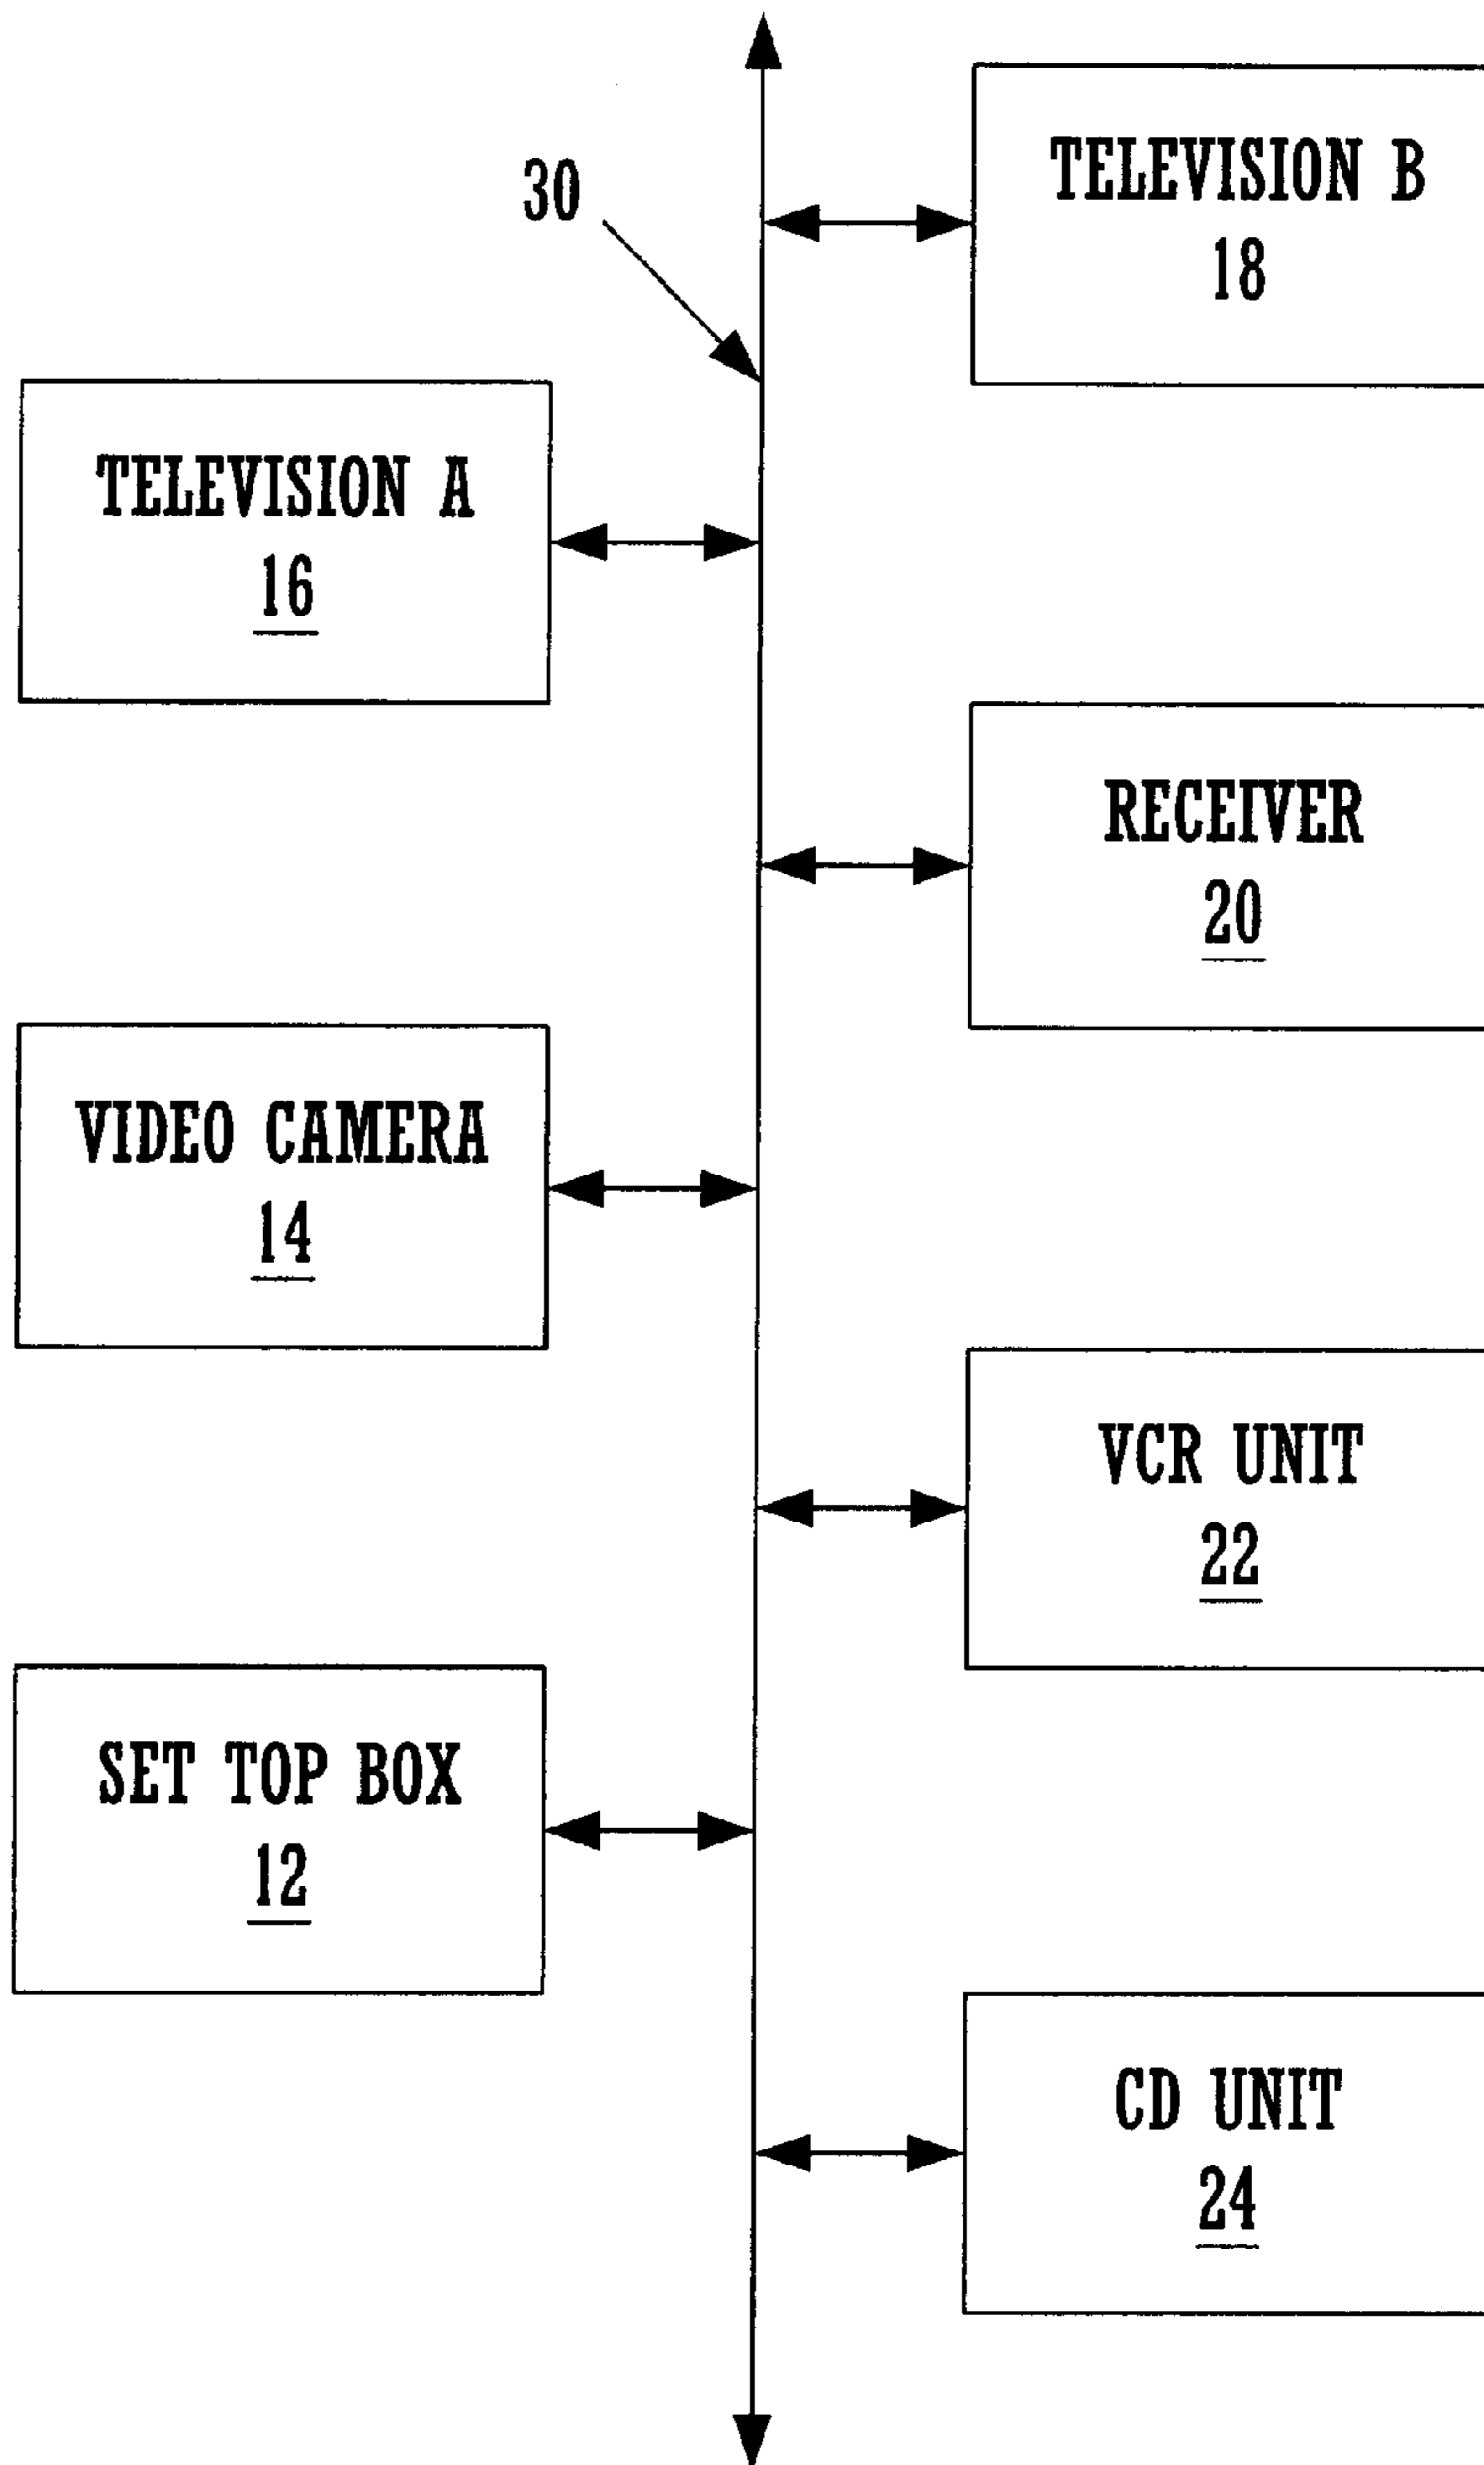 30
TELEVISION B
18
TELEVISION A
16
RECEIVER
20
VIDEO CAMERA
14
VCR UNIT
22
SET TOP BOX
12
CD UNIT
24